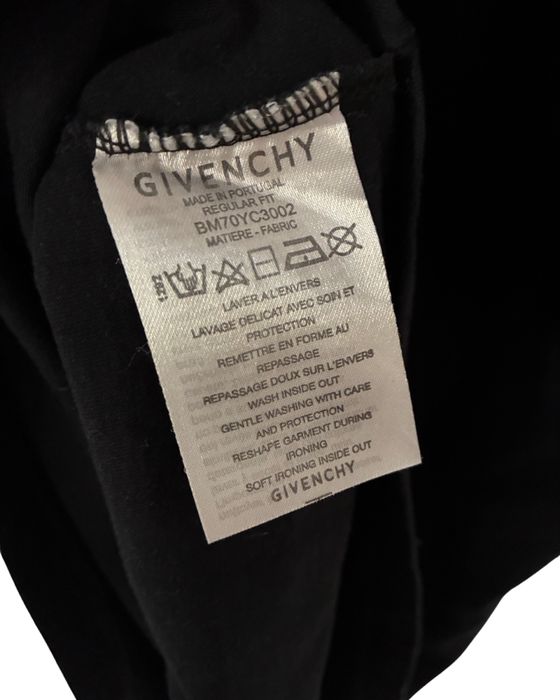 GIVENCHY
MADE IN PORTUGAL
REGULAR FIT
BM70YC3002
MATIERE - FABRIC
LAVER A L'ENVERS
LAVAGE DELICAT AVEC SOIN ET
PROTECTION
REMETTRE EN FORME AU
REPASSAGE
REPASSAGE DOUX SUR L'ENVERS
WASH INSIDE OUT
GENTLE WASHING WITH CARE
AND PROTECTION
RESHAPE GARMENT DURING
IRONING
SOFT IRONING INSIDE OUT
GIVENCHY